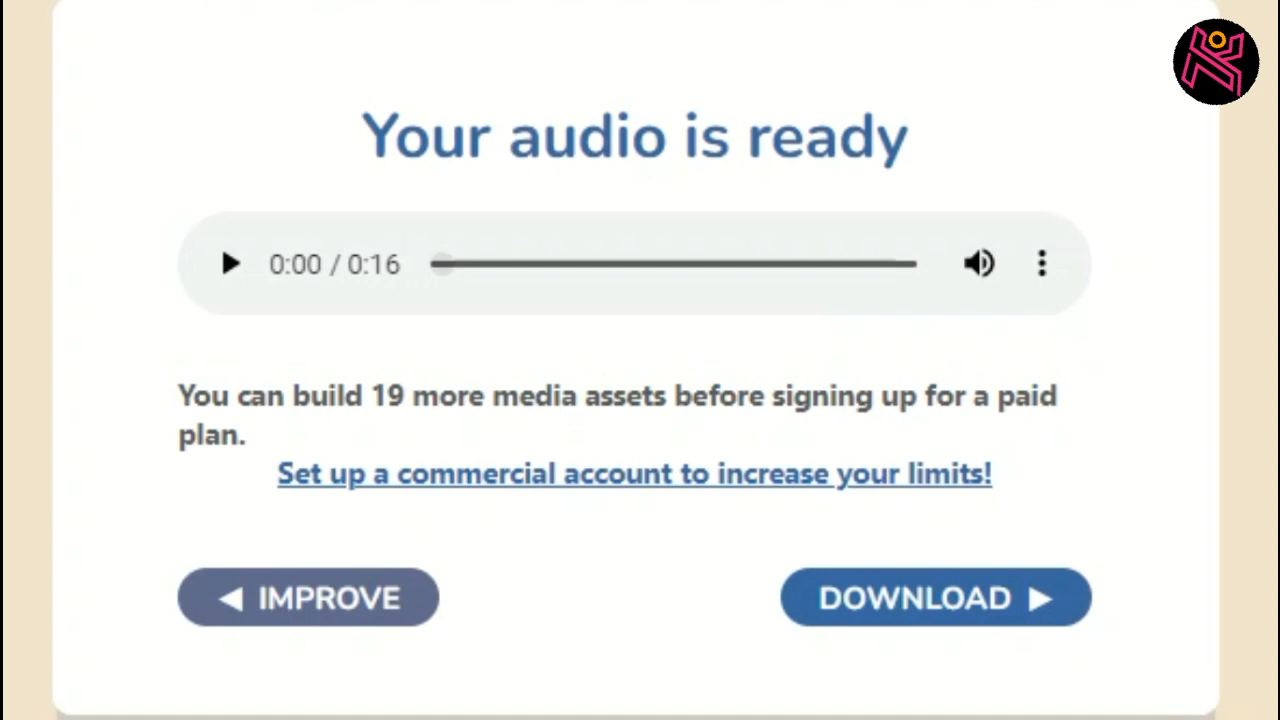 Your audio is ready
0:00 / 0:16
You can build 19 more media assets before signing up for a paid
plan.
Set up a commercial account to increase your limits!
IMPROVE
DOWNLOAD